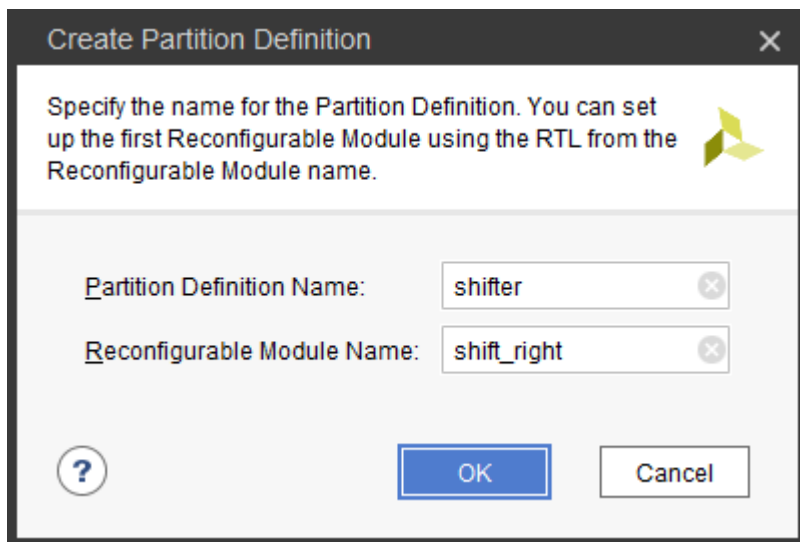 Create Partition Definition
Specify the name for the Partition Definition. You can set
up the first Reconfigurable Module using the RTL from the
Reconfigurable Module name.
Partition Definition Name: shifter
Reconfigurable Module Name: shift_right
? OK Cancel